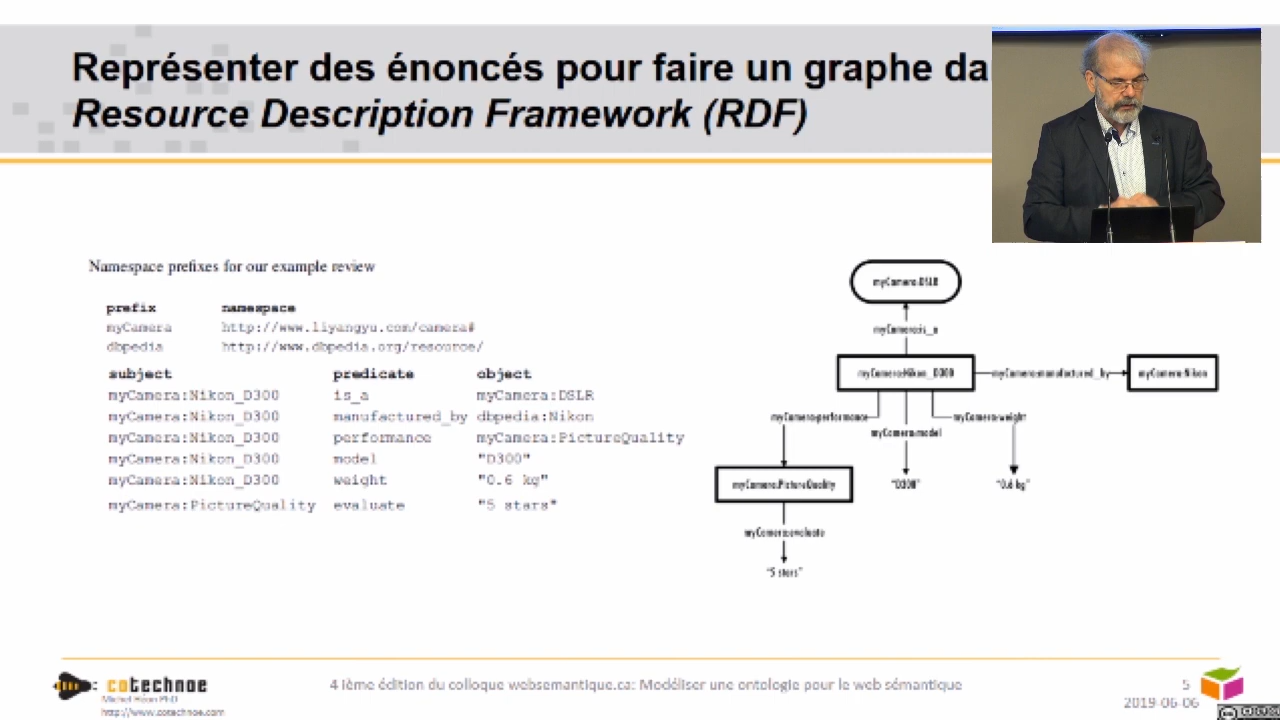 Représenter des énoncés pour faire un graphe da
Resource Description Framework (RDF)
Namespace prefixes for our example review
prefix namespace
myCamera http://www.liyangyu.com/camera#
dbpedia http://www.dbpedia.org/resource/
subject predicate object
myCamera:Nikon_D300 is_a myCamera:DSLR
myCamera:Nikon_D300 manufactured_by dbpedia:Nikon
myCamera:Nikon_D300 performance myCamera:PictureQuality
myCamera:Nikon_D300 model "D300"
myCamera:Nikon_D300 weight "0.6 kg"
myCamera:PictureQuality evaluate "5 stars"
myCamera:DSLR
myCamera:is_a
myCamera:Nikon_D300
myCamera:manufactured_by
myCamera:Nikon
myCamera:performance
myCamera:weight
myCamera:model
myCamera:PictureQuality
"D300"
"0.6 kg"
myCamera:evaluate
"5 stars"
cotechnoe
Michel Héon PhD
http://www.cotechnoe.com
4 ième édition du colloque websemantique.ca: Modéliser une ontologie pour le web sémantique
5
2019-06-06